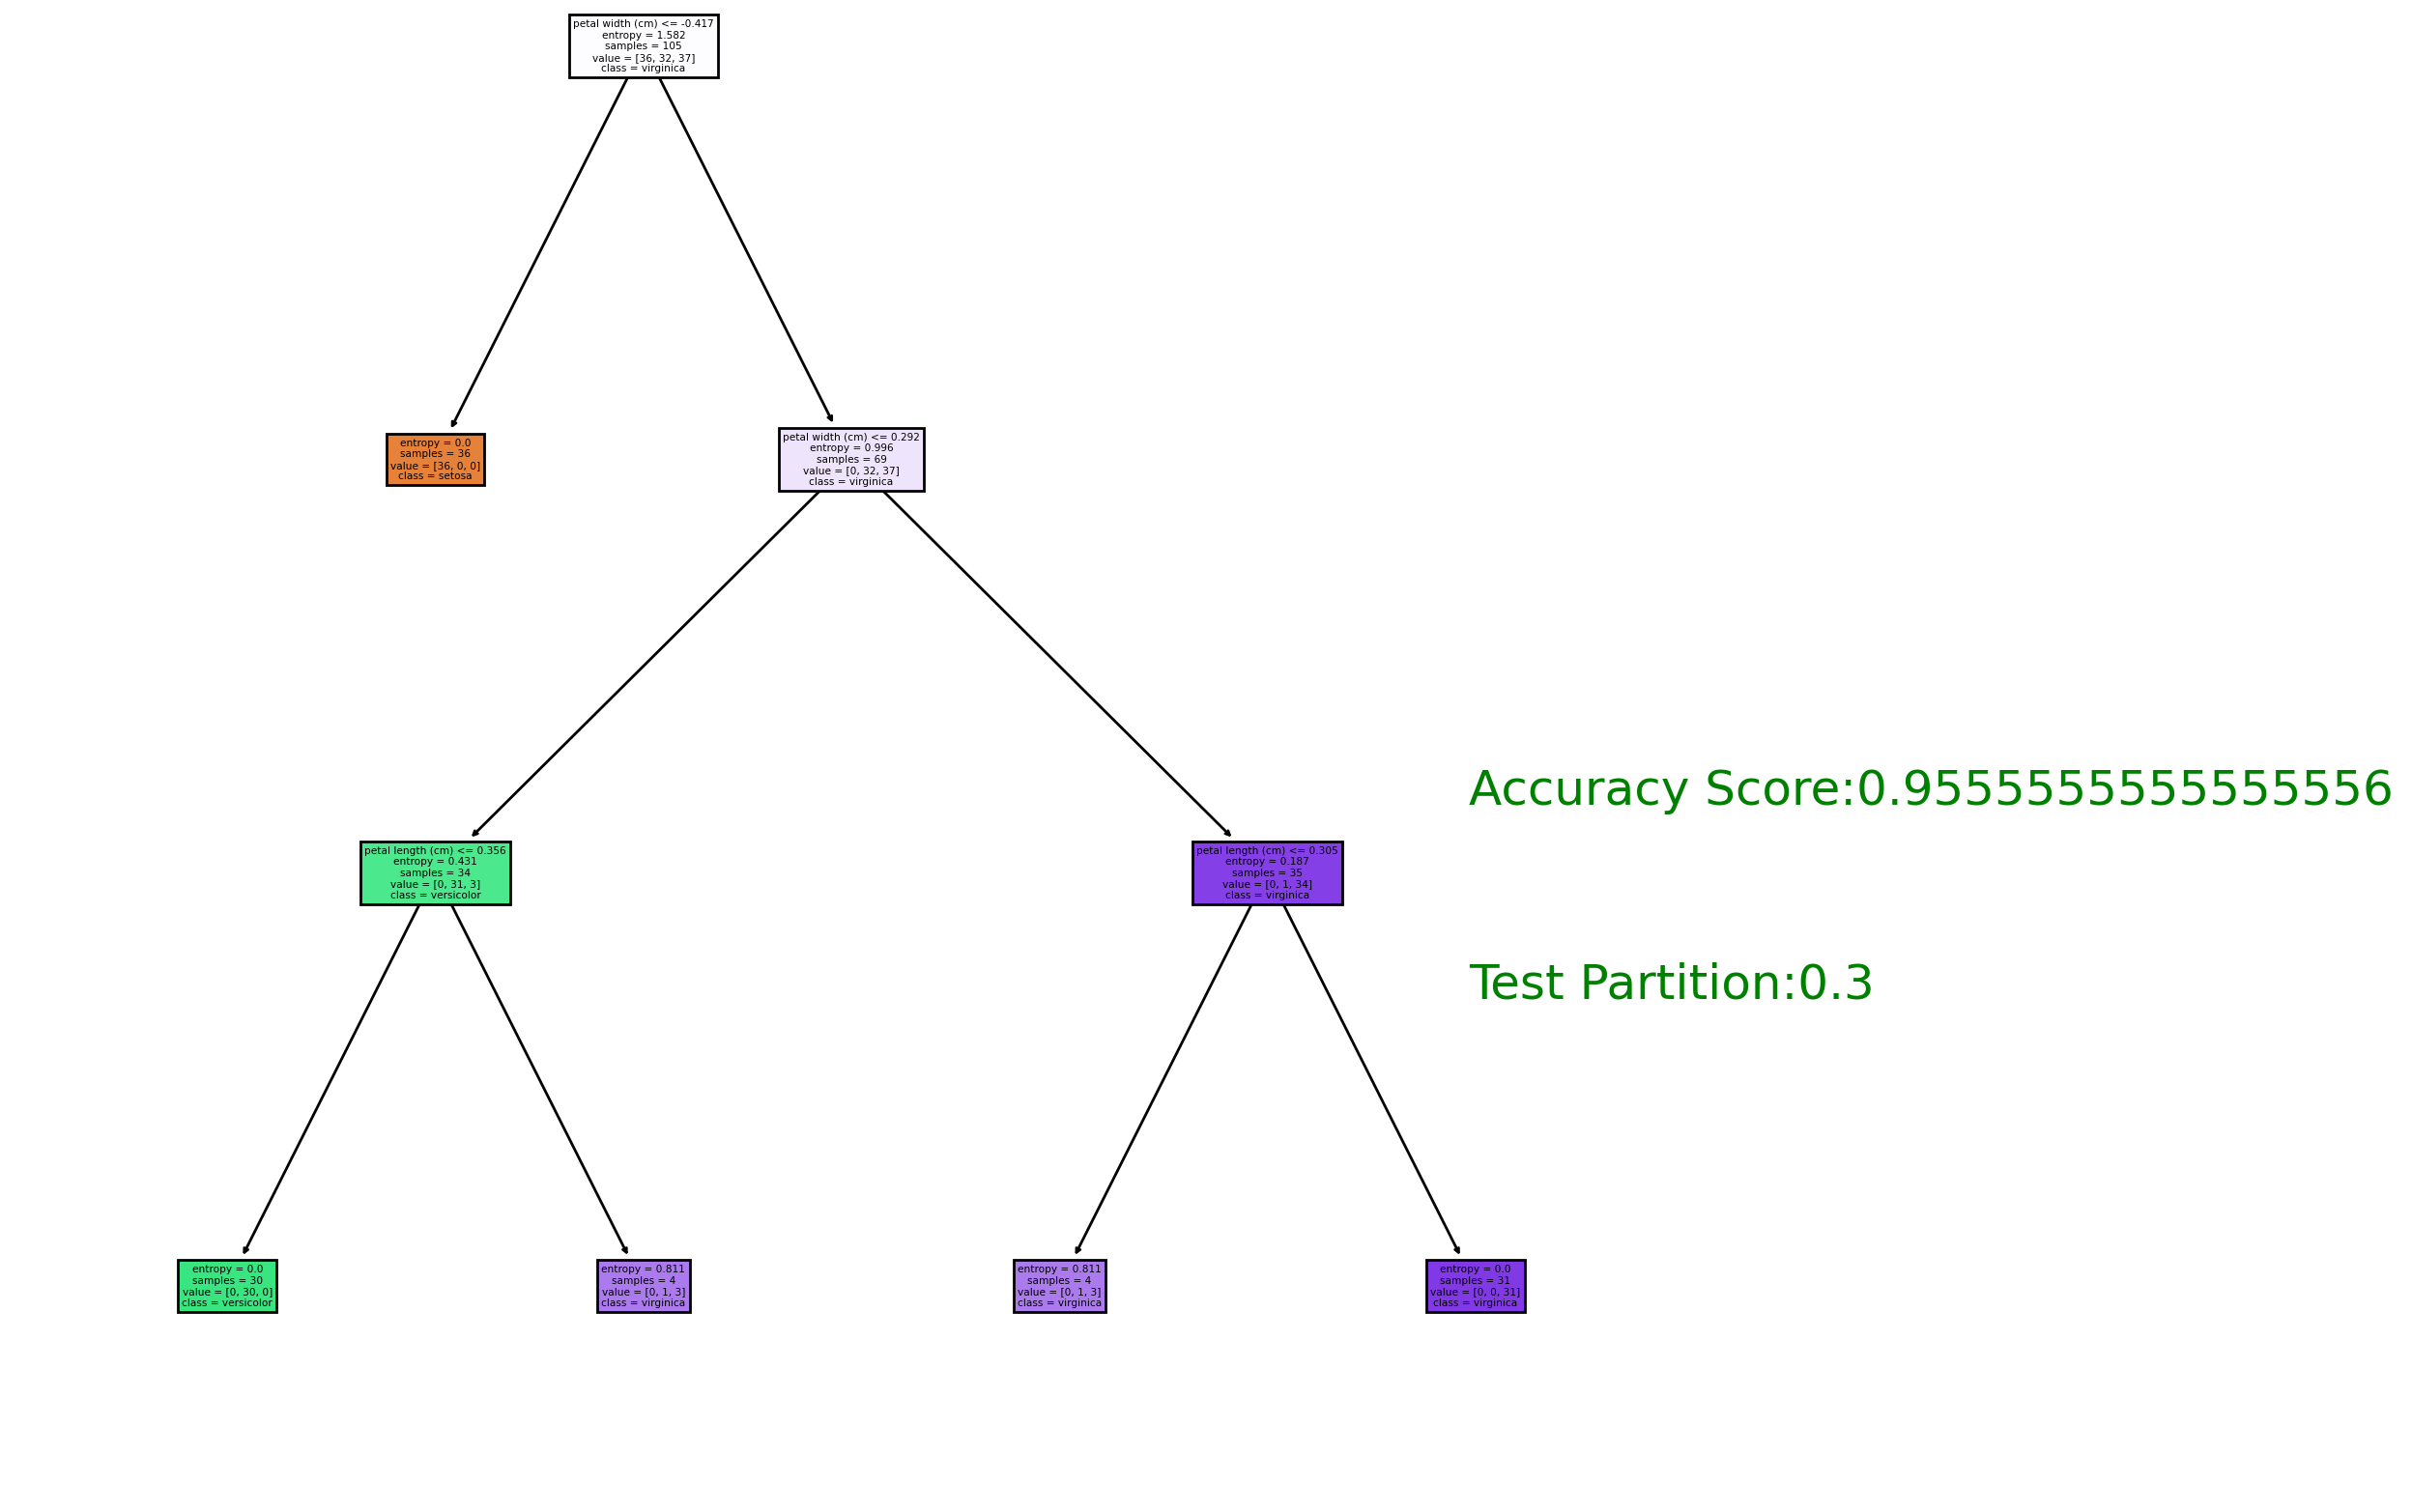 petal width (cm) <= -0.417
entropy = 1.582
samples = 105
value = [36, 32, 37]
class = virginica
entropy = 0.0
samples = 36
value = [36, 0, 0]
class = setosa
petal width (cm) <= 0.292
entropy = 0.996
samples = 69
value = [0, 32, 37]
class = virginica
Accuracy Score:0.9555555555555556
petal length (cm) <= 0.356
entropy = 0.431
samples = 34
value = [0, 31, 3]
class = versicolor
petal length (cm) <= 0.305
entropy = 0.187
samples = 35
value = [0, 1, 34]
class = virginica
Test Partition:0.3
entropy = 0.0
samples = 30
value = [0, 30, 0]
class = versicolor
entropy = 0.811
samples = 4
value = [0, 1, 3]
class = virginica
entropy = 0.811
samples = 4
value = [0, 1, 3]
class = virginica
entropy = 0.0
samples = 31
value = [0, 0, 31]
class = virginica